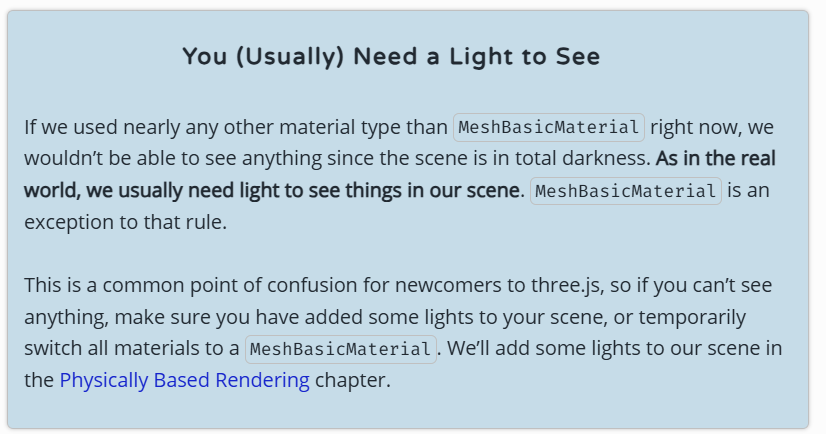 You (Usually) Need a Light to See
If we used nearly any other material type than MeshBasicMaterial right now, we
wouldn’t be able to see anything since the scene is in total darkness. As in the real
world, we usually need light to see things in our scene. MeshBasicMaterial is an
exception to that rule.
This is a common point of confusion for newcomers to three.js, so if you can’t see
anything, make sure you have added some lights to your scene, or temporarily
switch all materials to a MeshBasicMaterial. We’ll add some lights to our scene in
the Physically Based Rendering chapter.